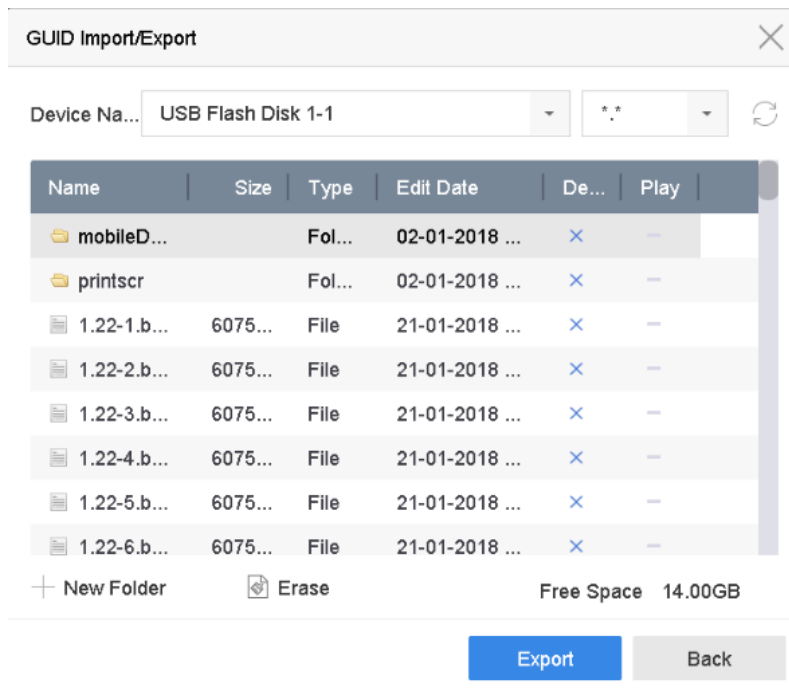 GUID Import/Export
Device Na... USB Flash Disk 1-1 *.*
Name Size Type Edit Date De... Play
mobileD... Fol... 02-01-2018 ...
printscr Fol... 02-01-2018 ...
1.22-1.b... 6075... File 21-01-2018 ...
1.22-2.b... 6075... File 21-01-2018 ...
1.22-3.b... 6075... File 21-01-2018 ...
1.22-4.b... 6075... File 21-01-2018 ...
1.22-5.b... 6075... File 21-01-2018 ...
1.22-6.b... 6075... File 21-01-2018 ...
New Folder Erase Free Space 14.00GB
Export Back